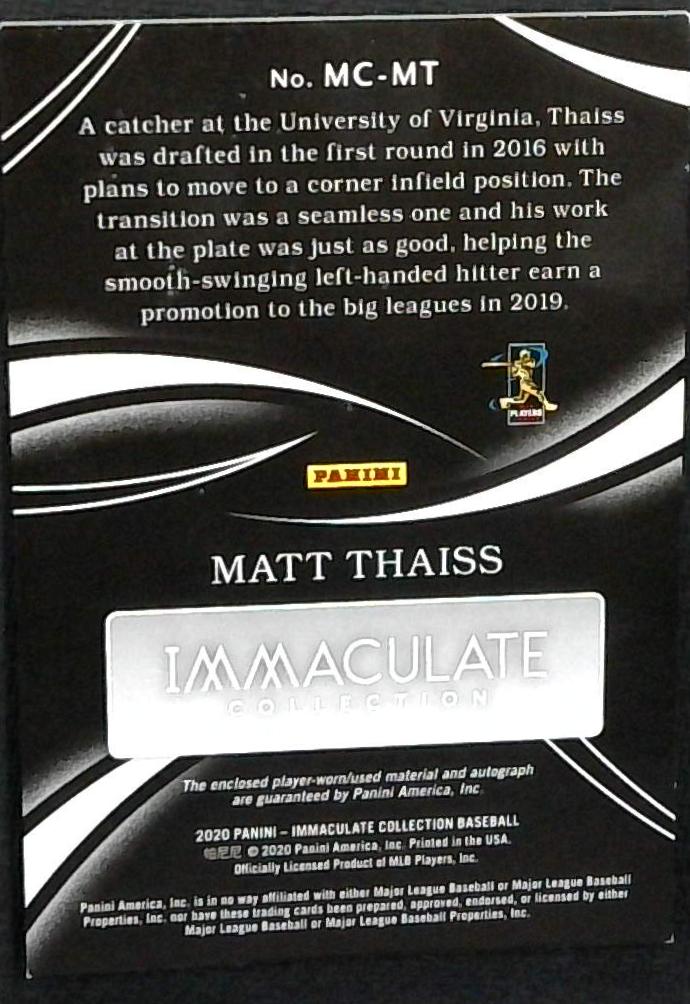 No. MC-MT
A catcher at the University of Virginia, Thaiss
was drafted in the first round in 2016 with
plans to move to a corner infield position. The
transition was a seamless one and his work
at the plate was just as good, helping the
smooth-swinging left-handed hitter earn a
promotion to the big leagues in 2019.
PLAYERS
PANINI
MATT THAISS
IMMACULATE
COLLECTION
The enclosed player-worn/used material and autograph
are guaranteed by Panini America, Inc.
2020 PANINI – IMMACULATE COLLECTION BASEBALL
帕尼尼 © 2020 Panini America, Inc. Printed in the USA.
Officially Licensed Product of MLB Players, Inc.
Panini America, Inc. is in no way affiliated with either Major League Baseball or Major League Baseball
Properties, Inc. nor have these trading cards been prepared, approved, endorsed, or licensed by either
Major League Baseball or Major League Baseball Properties, Inc.